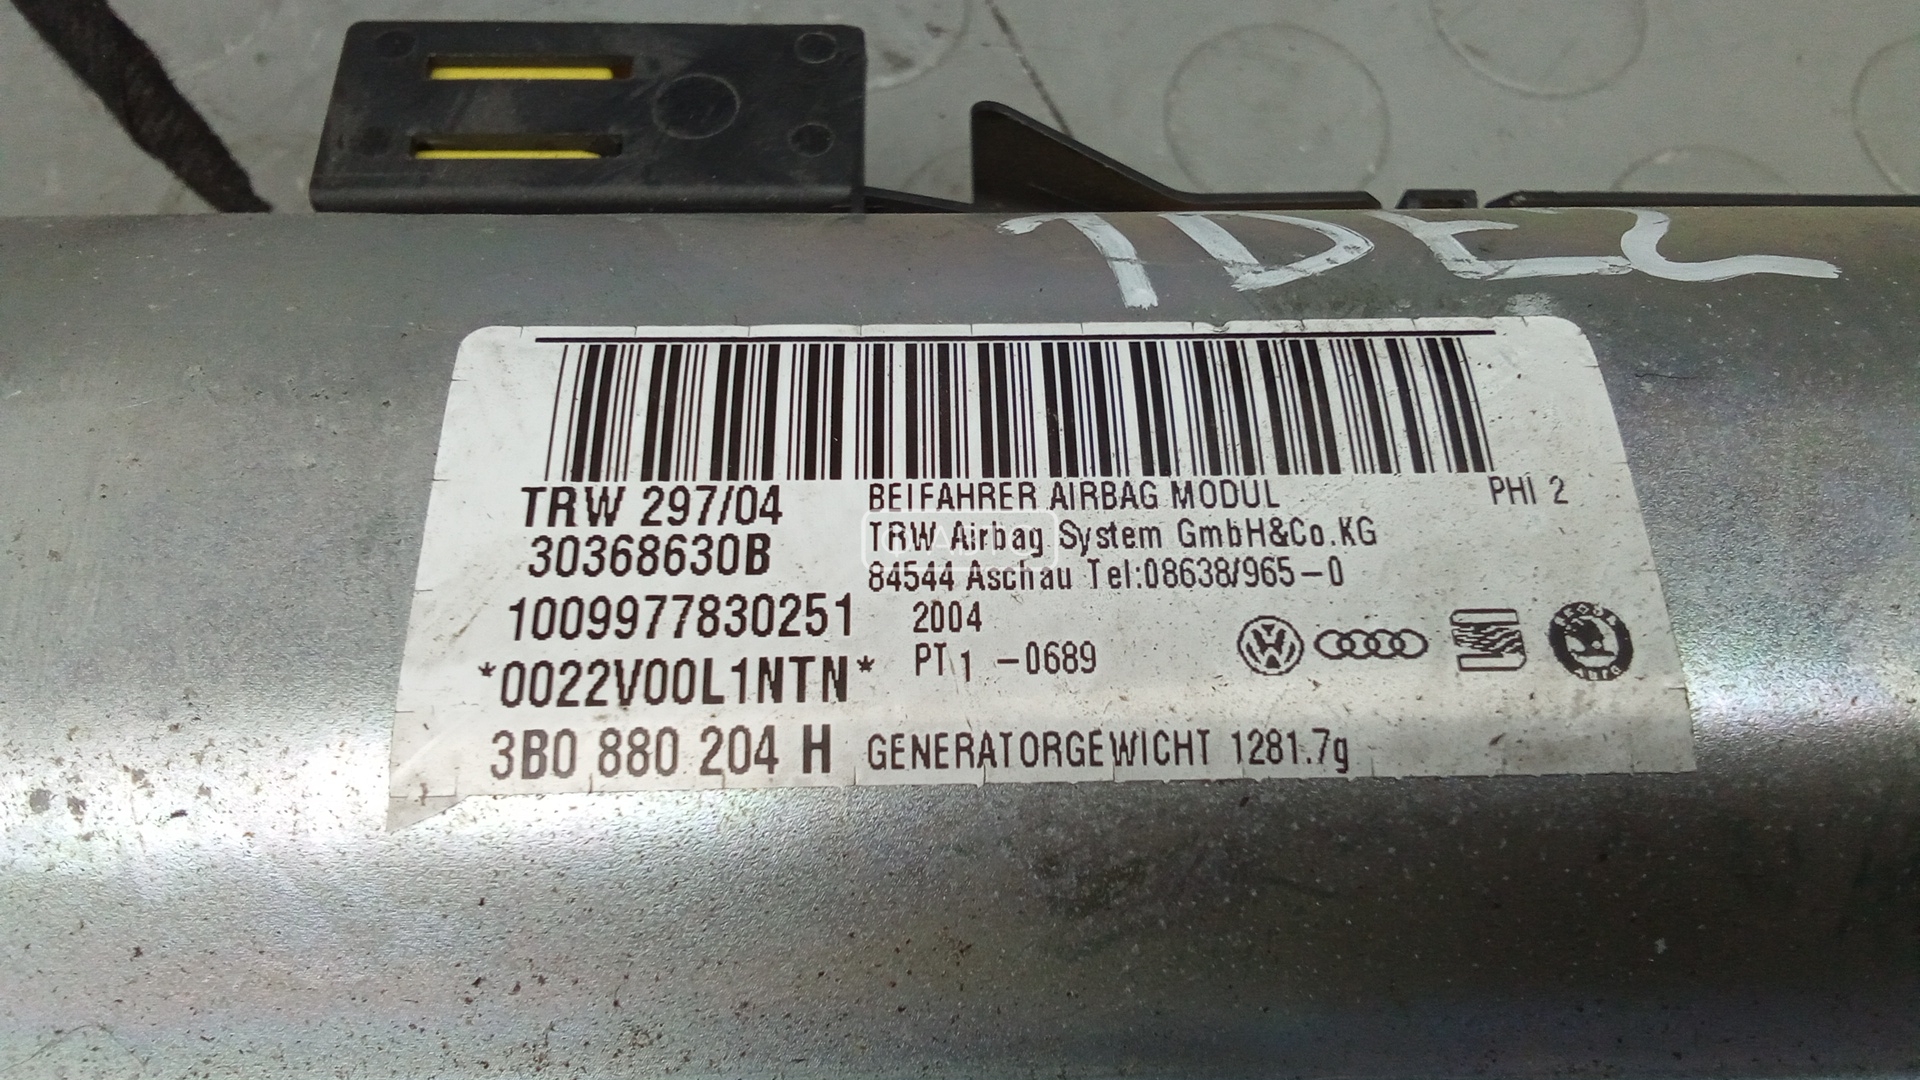 TRW 297/04
30368630B
1009977830251
*0022V00L1NTN*
3B0 880 204 H
BEIFAHRER AIRBAG MODUL
PHI 2
TRW Airbag System GmbH&Co.KG
84544 Aschau Tel:08638/965-0
2004
PT 1 -0689
GENERATORGEWICHT 1281.7g